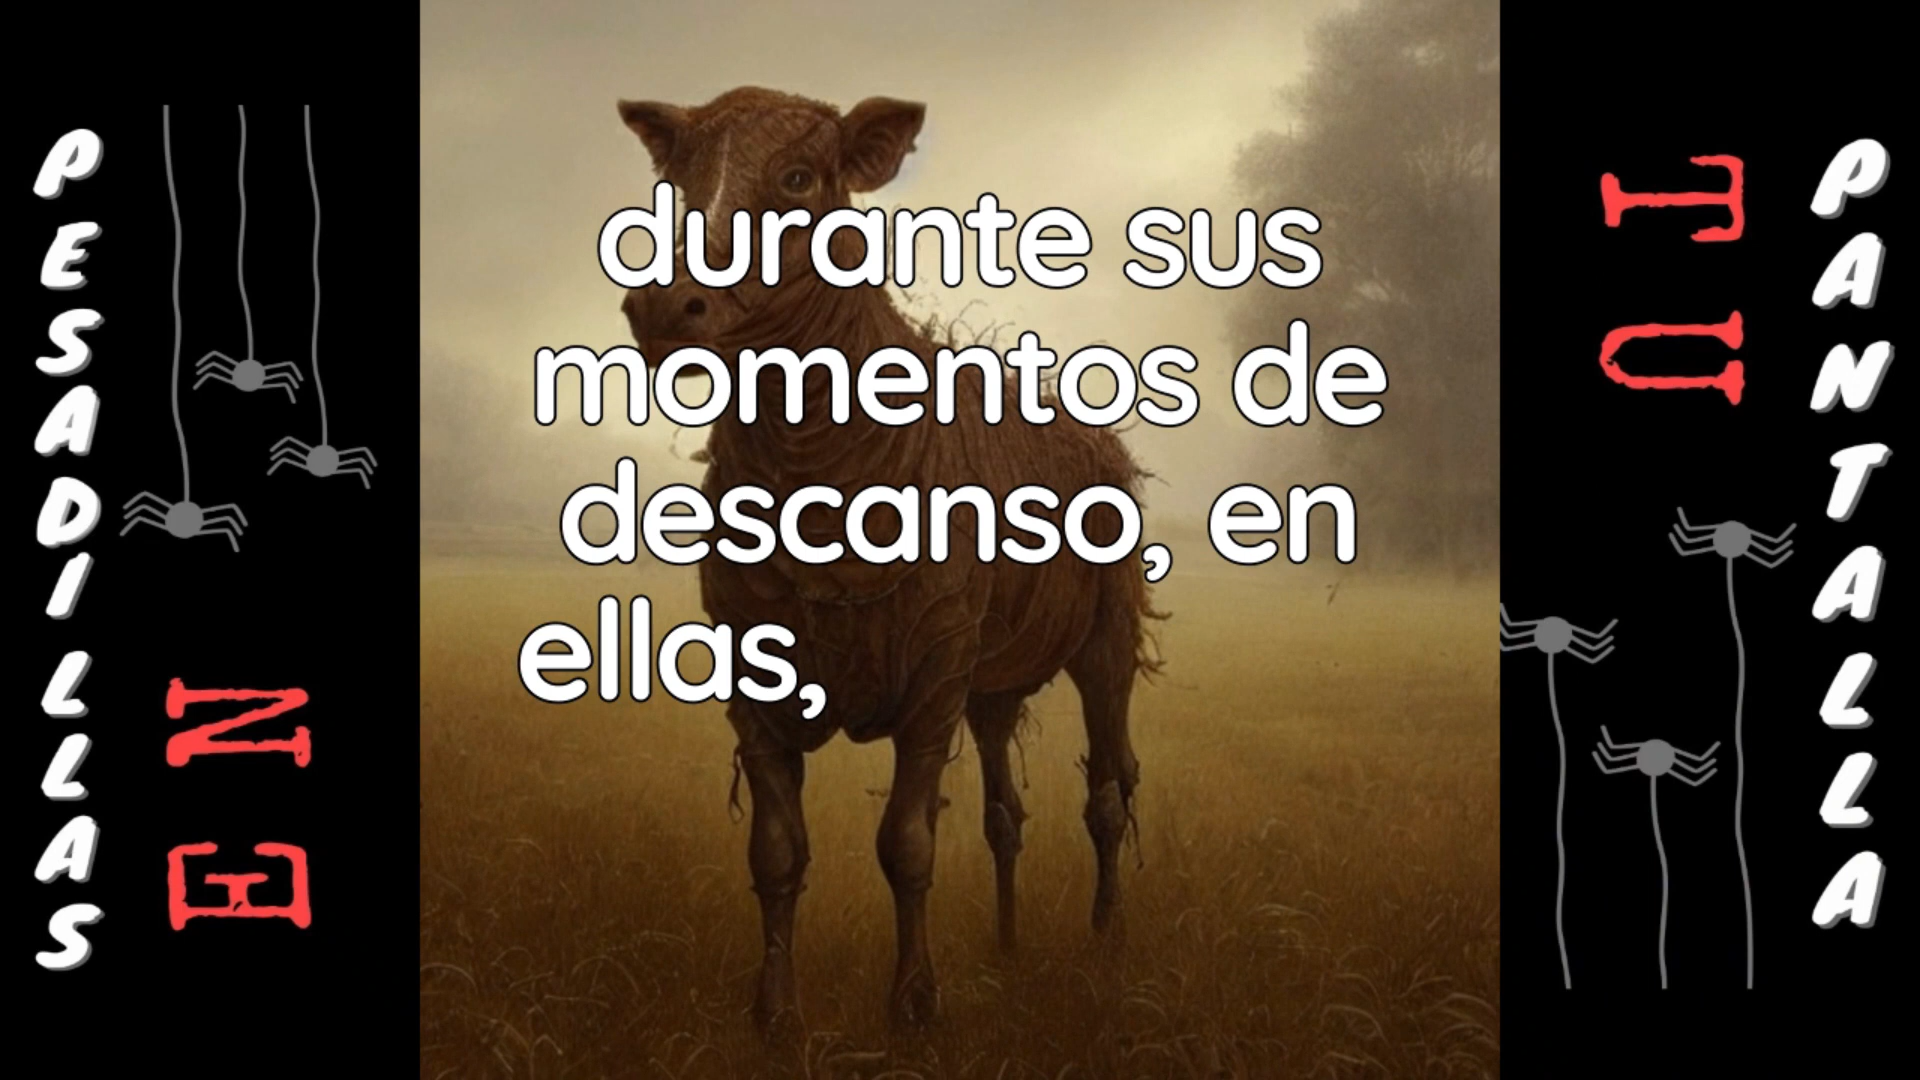 PESADILLAS
EN
durante sus
momentos de
descanso, en
ellas,
TU
PANTALLA